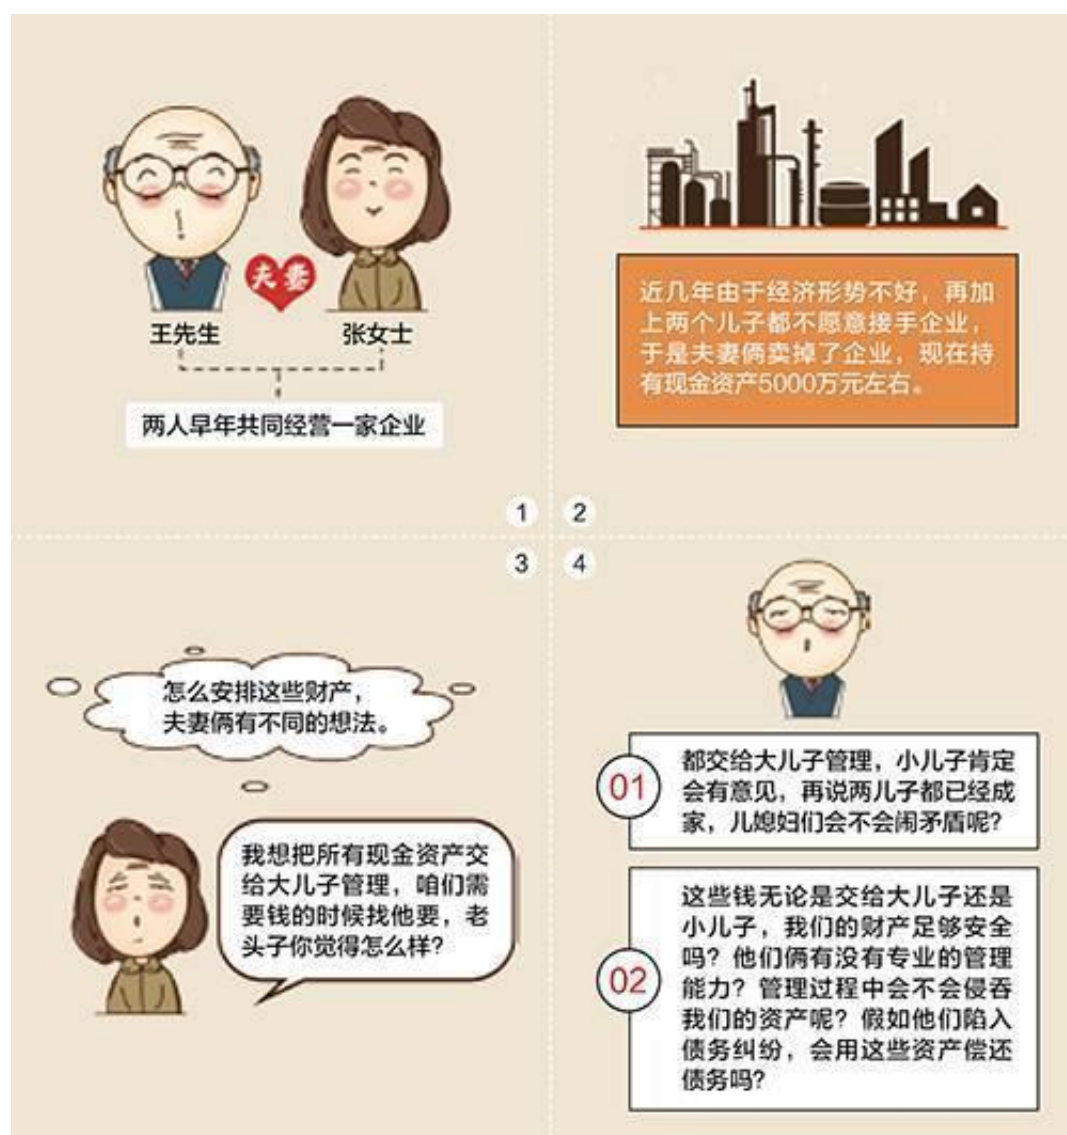 夫妻
王先生
张女士
两人早年共同经营一家企业
1
近几年由于经济形势不好，再加
上两个儿子都不愿意接手企业，
于是夫妻俩卖掉了企业，现在持
有现金资产5000万元左右。
2
3
怎么安排这些财产，
夫妻俩有不同的想法。
我想把所有现金资产交
给大儿子管理，咱们需
要钱的时候找他要，老
头子你觉得怎么样？
4
01
都交给大儿子管理，小儿子肯定
会有意见，再说两儿子都已经成
家，儿媳妇们会不会闹矛盾呢？
02
这些钱无论是交给大儿子还是
小儿子，我们的财产足够安全
吗？他们俩有没有专业的管理
能力？管理过程中会不会侵吞
我们的资产呢？假如他们陷入
债务纠纷，会用这些资产偿还
债务吗？